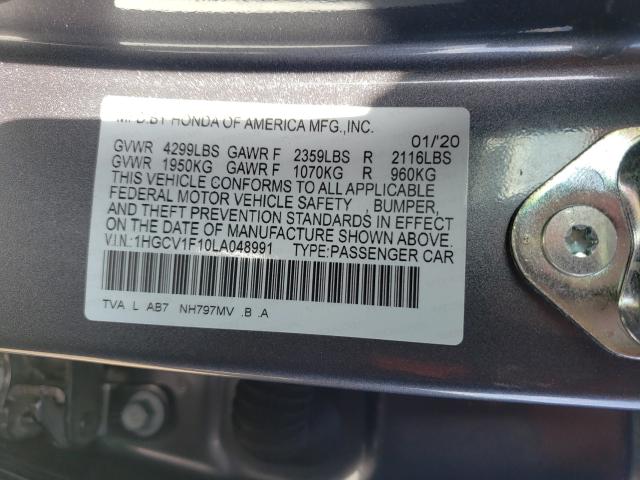 MFD.BY HONDA OF AMERICA MFG.,INC.
01/'20
GVWR 4299LBS GAWR F 2359LBS R 2116LBS
GVWR 1950KG GAWR F 1070KG R 960KG
THIS VEHICLE CONFORMS TO ALL APPLICABLE
FEDERAL MOTOR VEHICLE SAFETY , BUMPER,
AND THEFT PREVENTION STANDARDS IN EFFECT
ON THE DATE OF MANUFACTURE SHOWN ABOVE.
V.I.N.:1HGCV1F10LA048991 TYPE:PASSENGER CAR
TVA L AB7 NH797MV .B .A